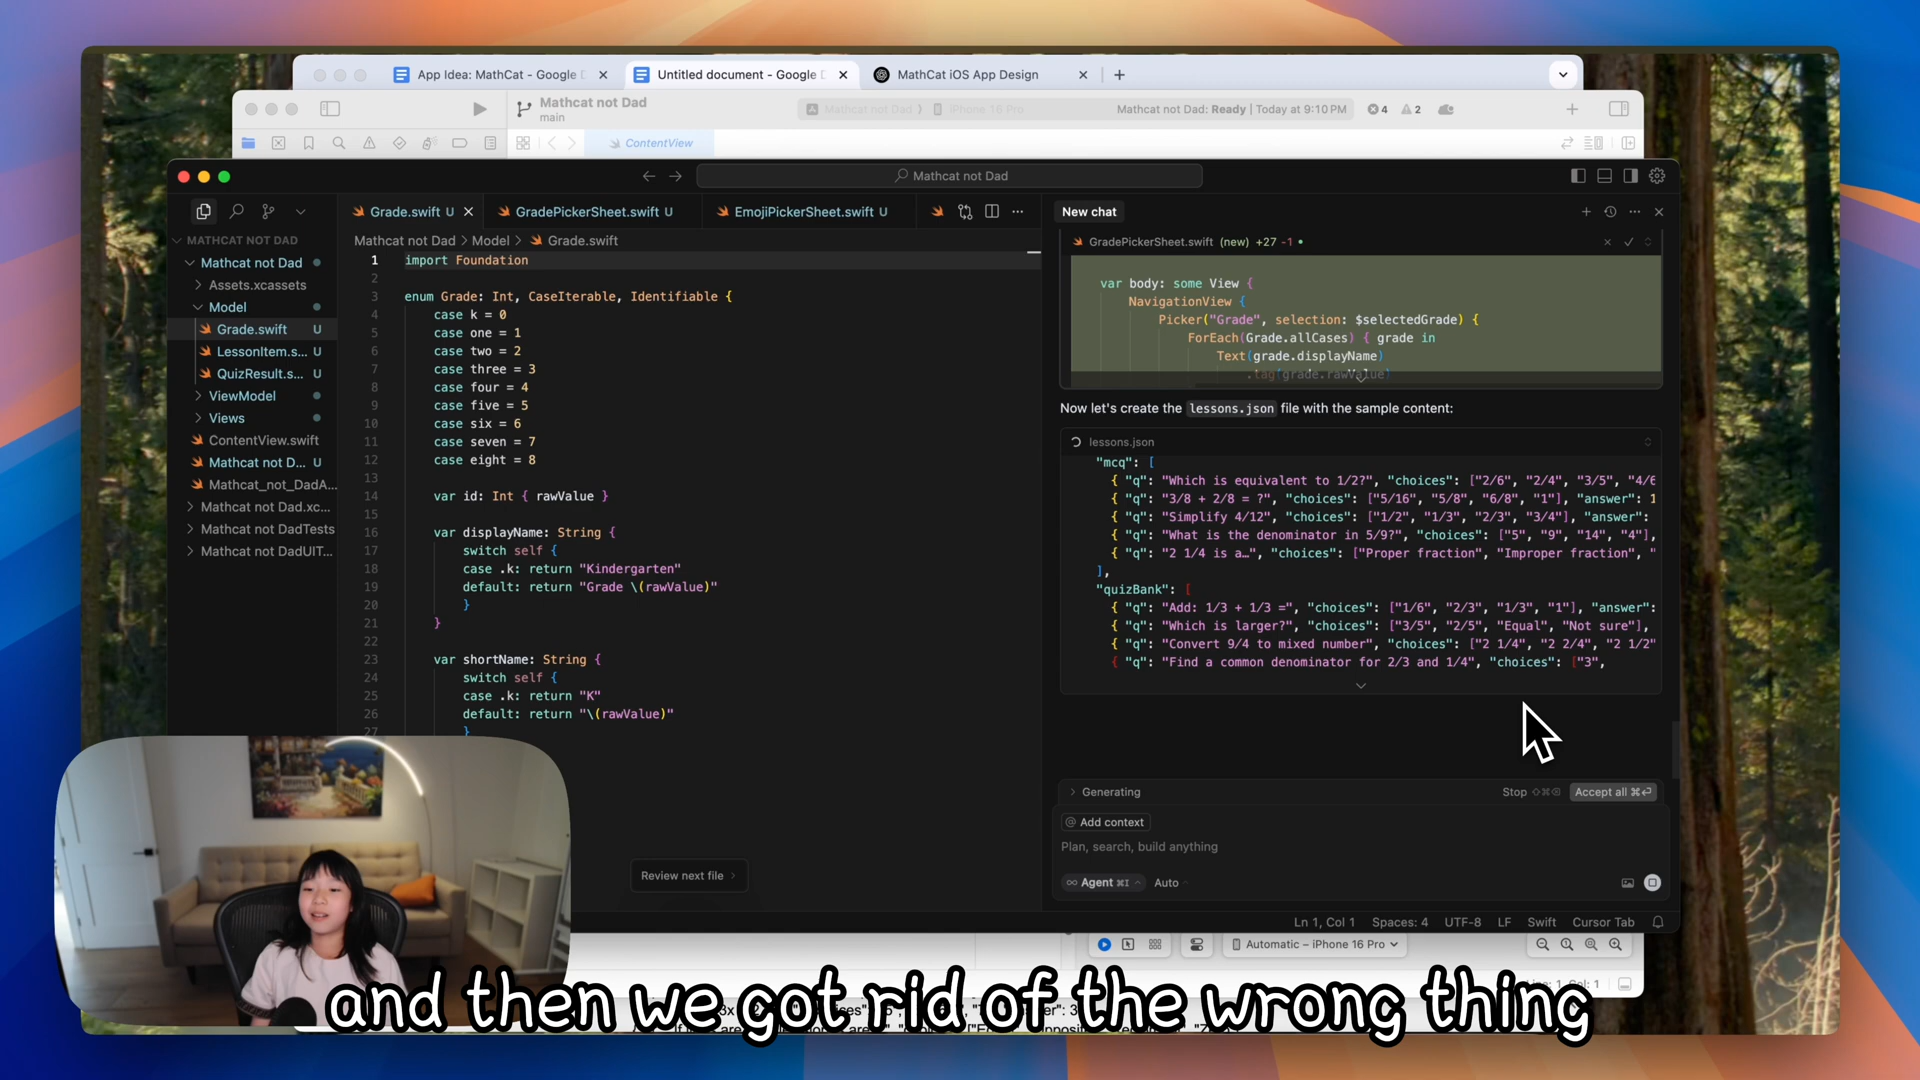 App Idea: MathCat - Google D
Untitled document - Google D
MathCat iOS App Design
Mathcat not Dad
main
Mathcat not Dad
iPhone 16 Pro
Mathcat not Dad: Ready | Today at 9:10 PM
4
2
ContentView
Mathcat not Dad
MATHCAT NOT DAD
Mathcat not Dad
Assets.xcassets
Model
Grade.swift U
LessonItem.s... U
QuizResult.s... U
ViewModel
Views
ContentView.swift
Mathcat not D... U
Mathcat_not_DadA...
Mathcat not Dad.xc...
Mathcat not DadTests
Mathcat not DadUIT...
Grade.swift U
GradePickerSheet.swift U
EmojiPickerSheet.swift U
Mathcat not Dad > Model > Grade.swift
1 import Foundation
2
3 enum Grade: Int, CaseIterable, Identifiable {
4 case k = 0
5 case one = 1
6 case two = 2
7 case three = 3
8 case four = 4
9 case five = 5
10 case six = 6
11 case seven = 7
12 case eight = 8
13
14 var id: Int { rawValue }
15
16 var displayName: String {
17 switch self {
18 case .k: return "Kindergarten"
19 default: return "Grade \(rawValue)"
20 }
21 }
22
23 var shortName: String {
24 switch self {
25 case .k: return "K"
26 default: return "\(rawValue)"
27 }
Review next file
New chat
GradePickerSheet.swift (new) +27 -1
var body: some View {
NavigationView {
Picker("Grade", selection: $selectedGrade) {
ForEach(Grade.allCases) { grade in
Text(grade.displayName)
.tag(grade.rawValue)
Now let's create the lessons.json file with the sample content:
lessons.json
"mcq": [
{ "q": "Which is equivalent to 1/2?", "choices": ["2/6", "2/4", "3/5", "4/6
{ "q": "3/8 + 2/8 = ?", "choices": ["5/16", "5/8", "6/8", "1"], "answer": 1
{ "q": "Simplify 4/12", "choices": ["1/2", "1/3", "2/3", "3/4"], "answer":
{ "q": "What is the denominator in 5/9?", "choices": ["5", "9", "14", "4"],
{ "q": "2 1/4 is a…", "choices": ["Proper fraction", "Improper fraction", "
],
"quizBank": [
{ "q": "Add: 1/3 + 1/3 =", "choices": ["1/6", "2/3", "1/3", "1"], "answer":
{ "q": "Which is larger?", "choices": ["3/5", "2/5", "Equal", "Not sure"],
{ "q": "Convert 9/4 to mixed number", "choices": ["2 1/4", "2 2/4", "2 1/2"
{ "q": "Find a common denominator for 2/3 and 1/4", "choices": ["3",
Generating
Stop
Accept all ⌘⏎
@ Add context
Plan, search, build anything
∞ Agent ⌘I
Auto
Ln 1, Col 1
Spaces: 4
UTF-8
LF
Swift
Cursor Tab
Automatic – iPhone 16 Pro
and then we got rid of the wrong thing